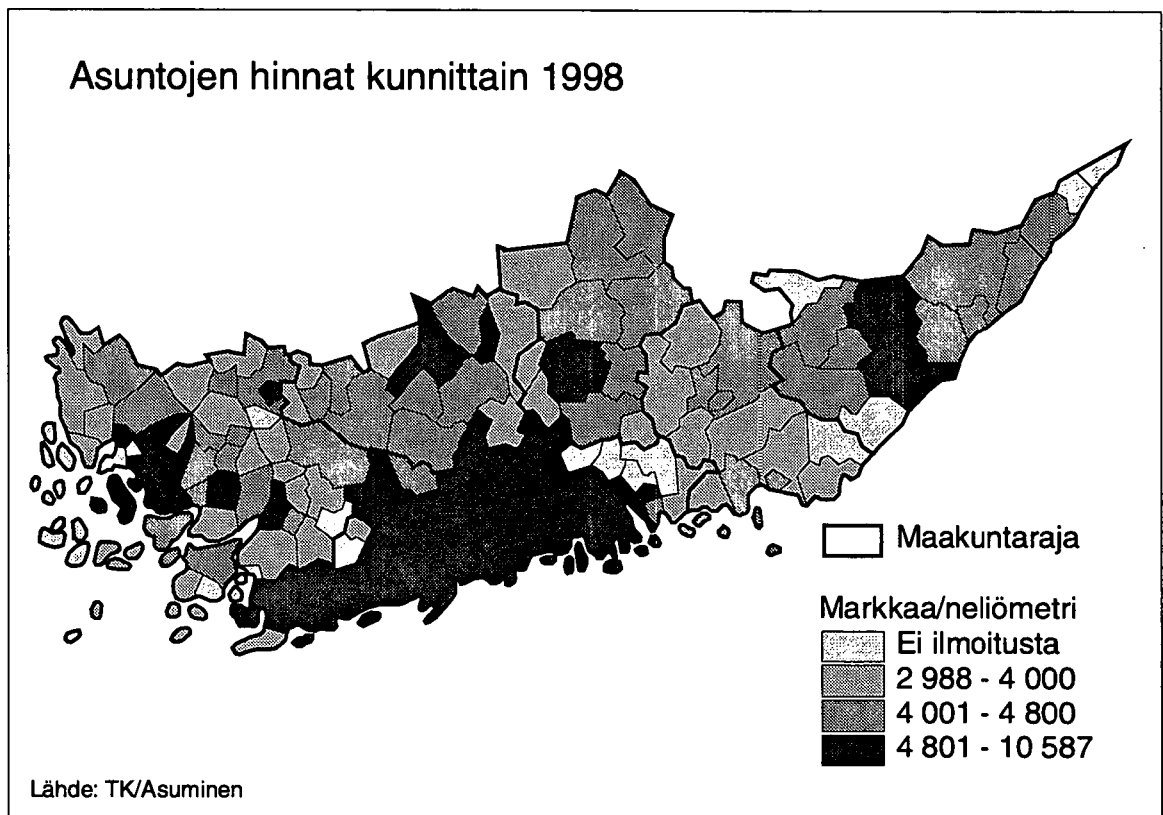 Asuntojen hinnat kunnittain 1998
Maakuntaraja
Markkaa/neliömetri
Ei ilmoitusta
2 988 - 4 000
4 001 - 4 800
4 801 - 10 587
Lähde: TK/Asuminen